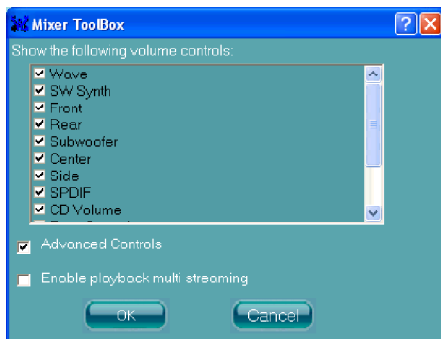 Mixer ToolBox
Show the following volume controls:
Wave
SW Synth
Front
Rear
Subwoofer
Center
Side
SPDIF
CD Volume
Advanced Controls
Enable playback multi streaming
OK
Cancel